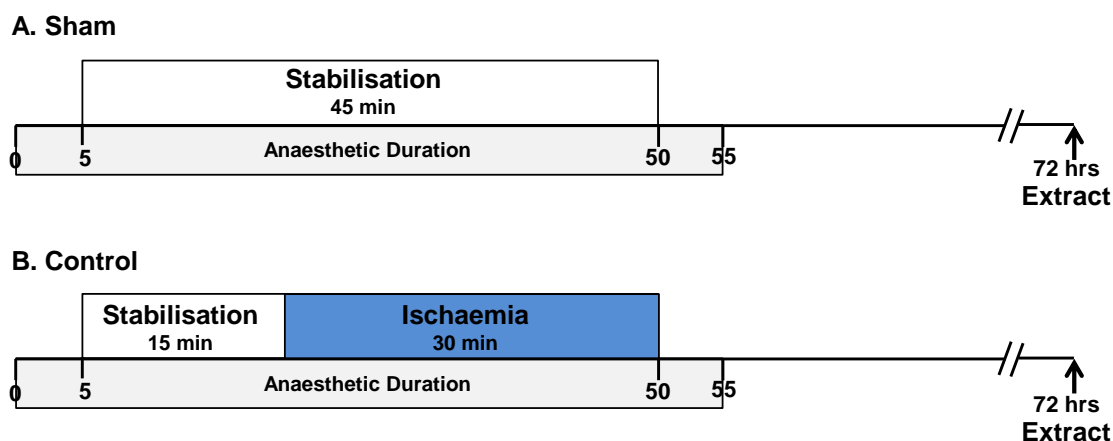 A. Sham
Stabilisation
45 min
Anaesthetic Duration
0
5
50
55
72 hrs
Extract
B. Control
Stabilisation
15 min
Ischaemia
30 min
Anaesthetic Duration
0
5
50
55
72 hrs
Extract